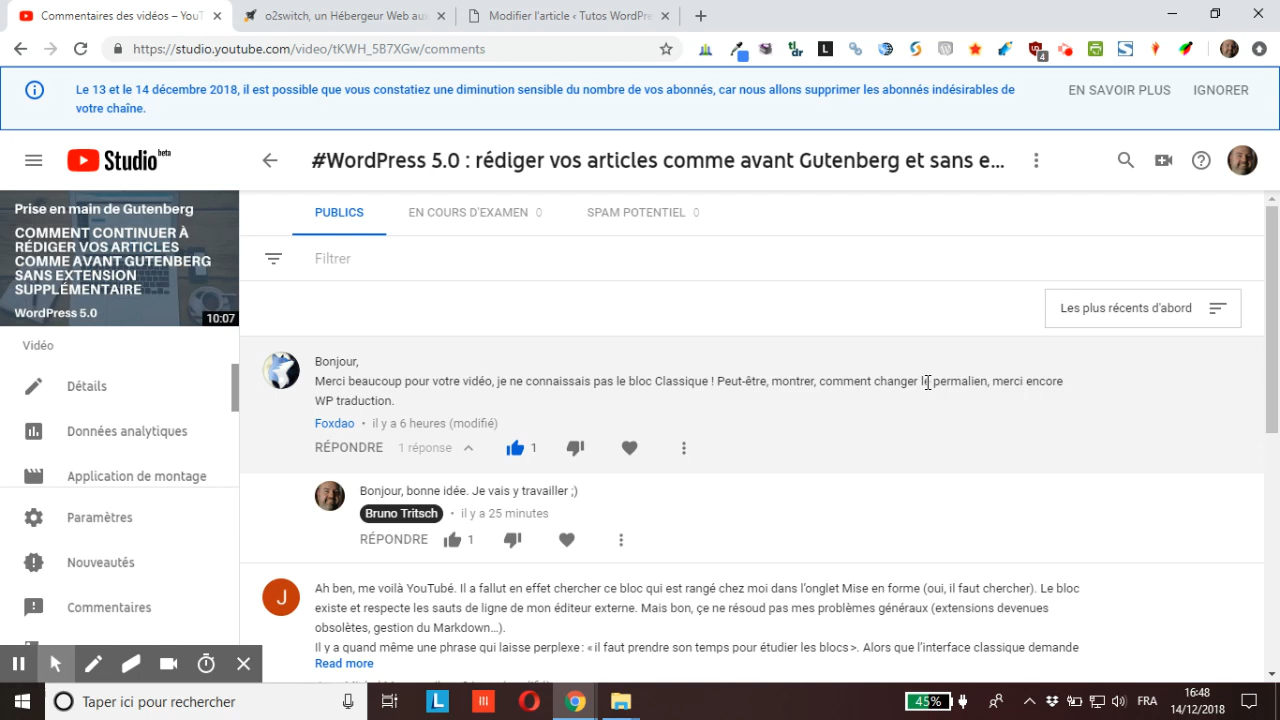 Commentaires des vidéos – YouT
o2switch, un Hébergeur Web aux
Modifier l'article ‹ Tutos WordPre
https://studio.youtube.com/video/tKWH_5B7XGw/comments
Le 13 et le 14 décembre 2018, il est possible que vous constatiez une diminution sensible du nombre de vos abonnés, car nous allons supprimer les abonnés indésirables de
votre chaîne.
EN SAVOIR PLUS
IGNORER
Studio beta
#WordPress 5.0 : rédiger vos articles comme avant Gutenberg et sans e...
Prise en main de Gutenberg
COMMENT CONTINUER À
RÉDIGER VOS ARTICLES
COMME AVANT GUTENBERG
SANS EXTENSION
SUPPLÉMENTAIRE
WordPress 5.0
10:07
Vidéo
Détails
Données analytiques
Application de montage
Paramètres
Nouveautés
Commentaires
PUBLICS
EN COURS D'EXAMEN 0
SPAM POTENTIEL 0
Filtrer
Les plus récents d'abord
Bonjour,
Merci beaucoup pour votre vidéo, je ne connaissais pas le bloc Classique ! Peut-être, montrer, comment changer le permalien, merci encore
WP traduction.
Foxdao • il y a 6 heures (modifié)
RÉPONDRE 1 réponse 1
Bonjour, bonne idée. Je vais y travailler ;)
Bruno Tritsch • il y a 25 minutes
RÉPONDRE 1
J
Ah ben, me voilà YouTubé. Il a fallut en effet chercher ce bloc qui est rangé chez moi dans l'onglet Mise en forme (oui, il faut chercher). Le bloc
existe et respecte les sauts de ligne de mon éditeur externe. Mais bon, çe ne résoud pas mes problèmes généraux (extensions devenues
obsolètes, gestion du Markdown…).
Il y a quand même une phrase qui laisse perplexe : « il faut prendre son temps pour étudier les blocs ». Alors que l'interface classique demande
Read more
Taper ici pour rechercher
45%
FRA
16:48
14/12/2018